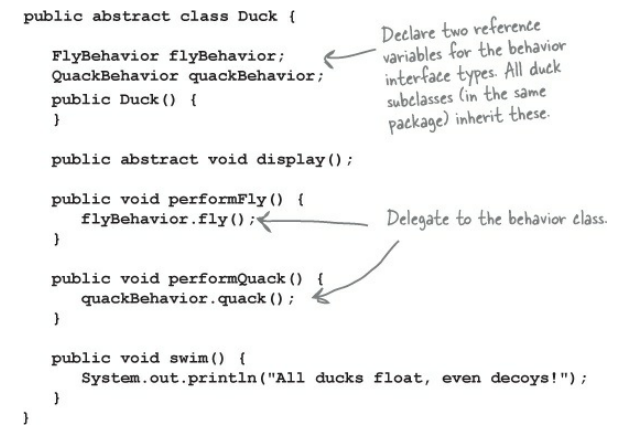 public abstract class Duck {
FlyBehavior flyBehavior;
QuackBehavior quackBehavior;
public Duck() {
}
public abstract void display();
public void performFly() {
flyBehavior.fly();
}
public void performQuack() {
quackBehavior.quack();
}
public void swim() {
System.out.println("All ducks float, even decoys!");
}
}
Declare two reference
variables for the behavior
interface types. All duck
subclasses (in the same
package) inherit these.
Delegate to the behavior class.